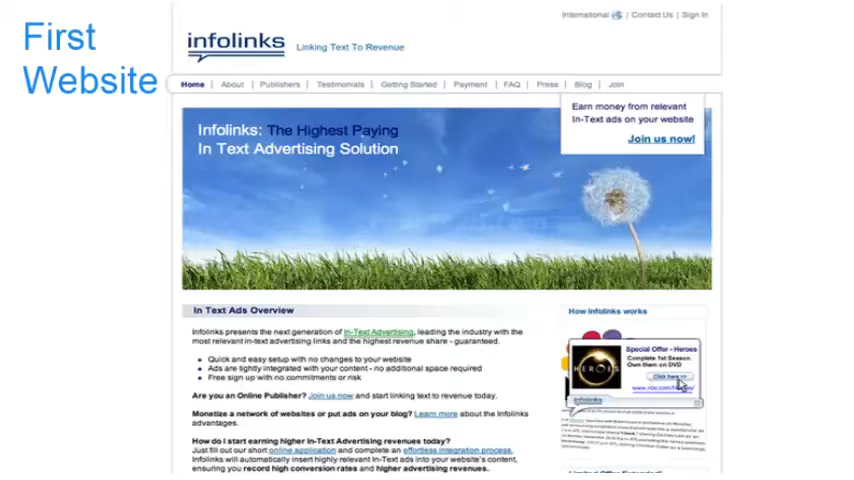 First
Website
International | Contact Us | Sign In
infolinks Linking Text To Revenue
Home | About | Publishers | Testimonials | Getting Started | Payment | FAQ | Press | Blog | Join
Infolinks: The Highest Paying
In Text Advertising Solution
Earn money from relevant
In-Text ads on your website
Join us now!
In Text Ads Overview
Infolinks presents the next generation of In-Text Advertising, leading the industry with the
most relevant in-text advertising links and the highest revenue share - guaranteed.
Quick and easy setup with no changes to your website
Ads are tightly integrated with your content - no additional space required
Free sign up with no commitments or risk
Are you an Online Publisher? Join us now and start earning higher text revenue today.
Monetize a network of websites or put ads on your blog? Learn more about the Infolinks
advantages.
How do I start earning higher In-Text Advertising revenues today?
Just fill out our short online application and complete an effortless integration process,
Infolinks will automatically insert highly relevant In-Text ads into your website's content,
ensuring you record high conversion rates and higher advertising revenues.
How Infolinks works
HEROES
Special Offer - Heroes
Complete 1st Season
Own them on DVD
Click here >>
infolinks
Limited Offer Extended!